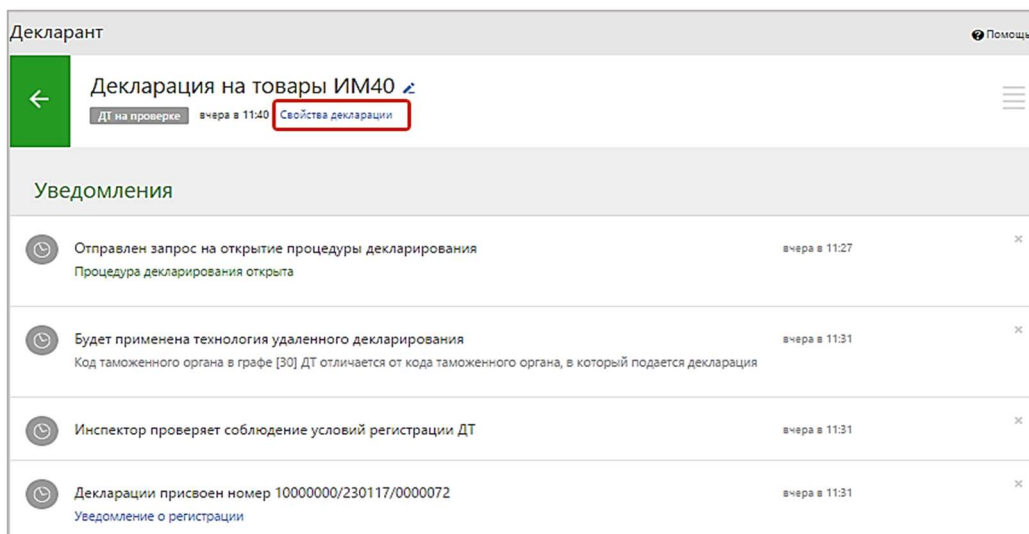 Декларант
Помощь
Декларация на товары ИМ40
ДТ на проверке вчера в 11:40 Свойства декларации
Уведомления
Отправлен запрос на открытие процедуры декларирования вчера в 11:27
Процедура декларирования открыта
Будет применена технология удаленного декларирования вчера в 11:31
Код таможенного органа в графе [30] ДТ отличается от кода таможенного органа, в который подается декларация
Инспектор проверяет соблюдение условий регистрации ДТ вчера в 11:31
Декларации присвоен номер 10000000/230117/0000072 вчера в 11:31
Уведомление о регистрации